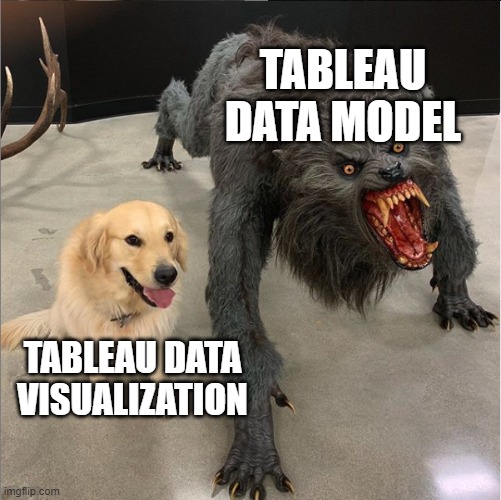 TABLEAU
DATA MODEL
TABLEAU DATA
VISUALIZATION
imgflip.com